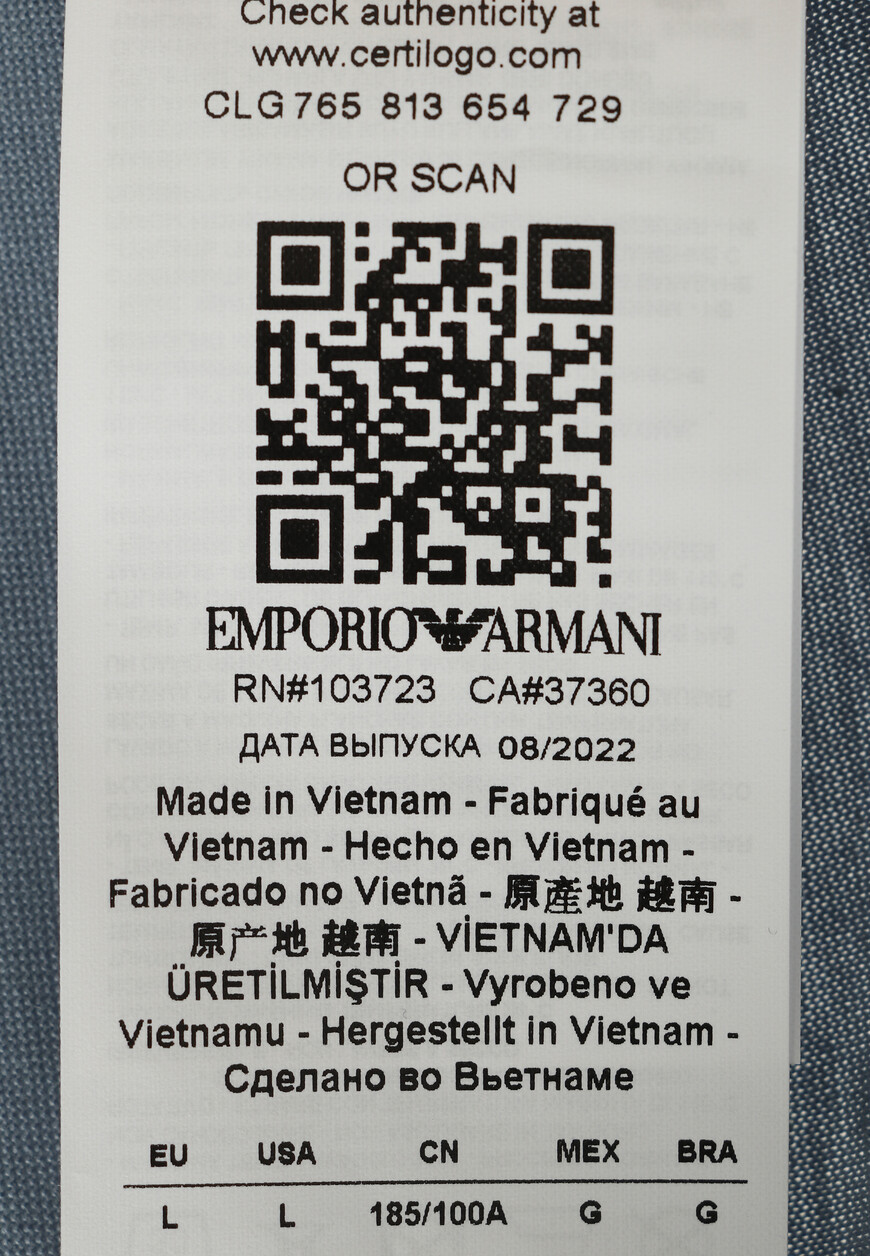 Check authenticity at
www.certilogo.com
CLG 765 813 654 729
OR SCAN
EMPORIO ARMANI
RN#103723 CA#37360
ДАТА ВЫПУСКА 08/2022
Made in Vietnam - Fabriqué au
Vietnam - Hecho en Vietnam -
Fabricado no Vietnã - 原產地 越南 -
原产地 越南 - VİETNAM'DA
ÜRETİLMİŞTİR - Vyrobeno ve
Vietnamu - Hergestellt in Vietnam -
Сделано во Вьетнаме
EU USA CN MEX BRA
L L 185/100A G G